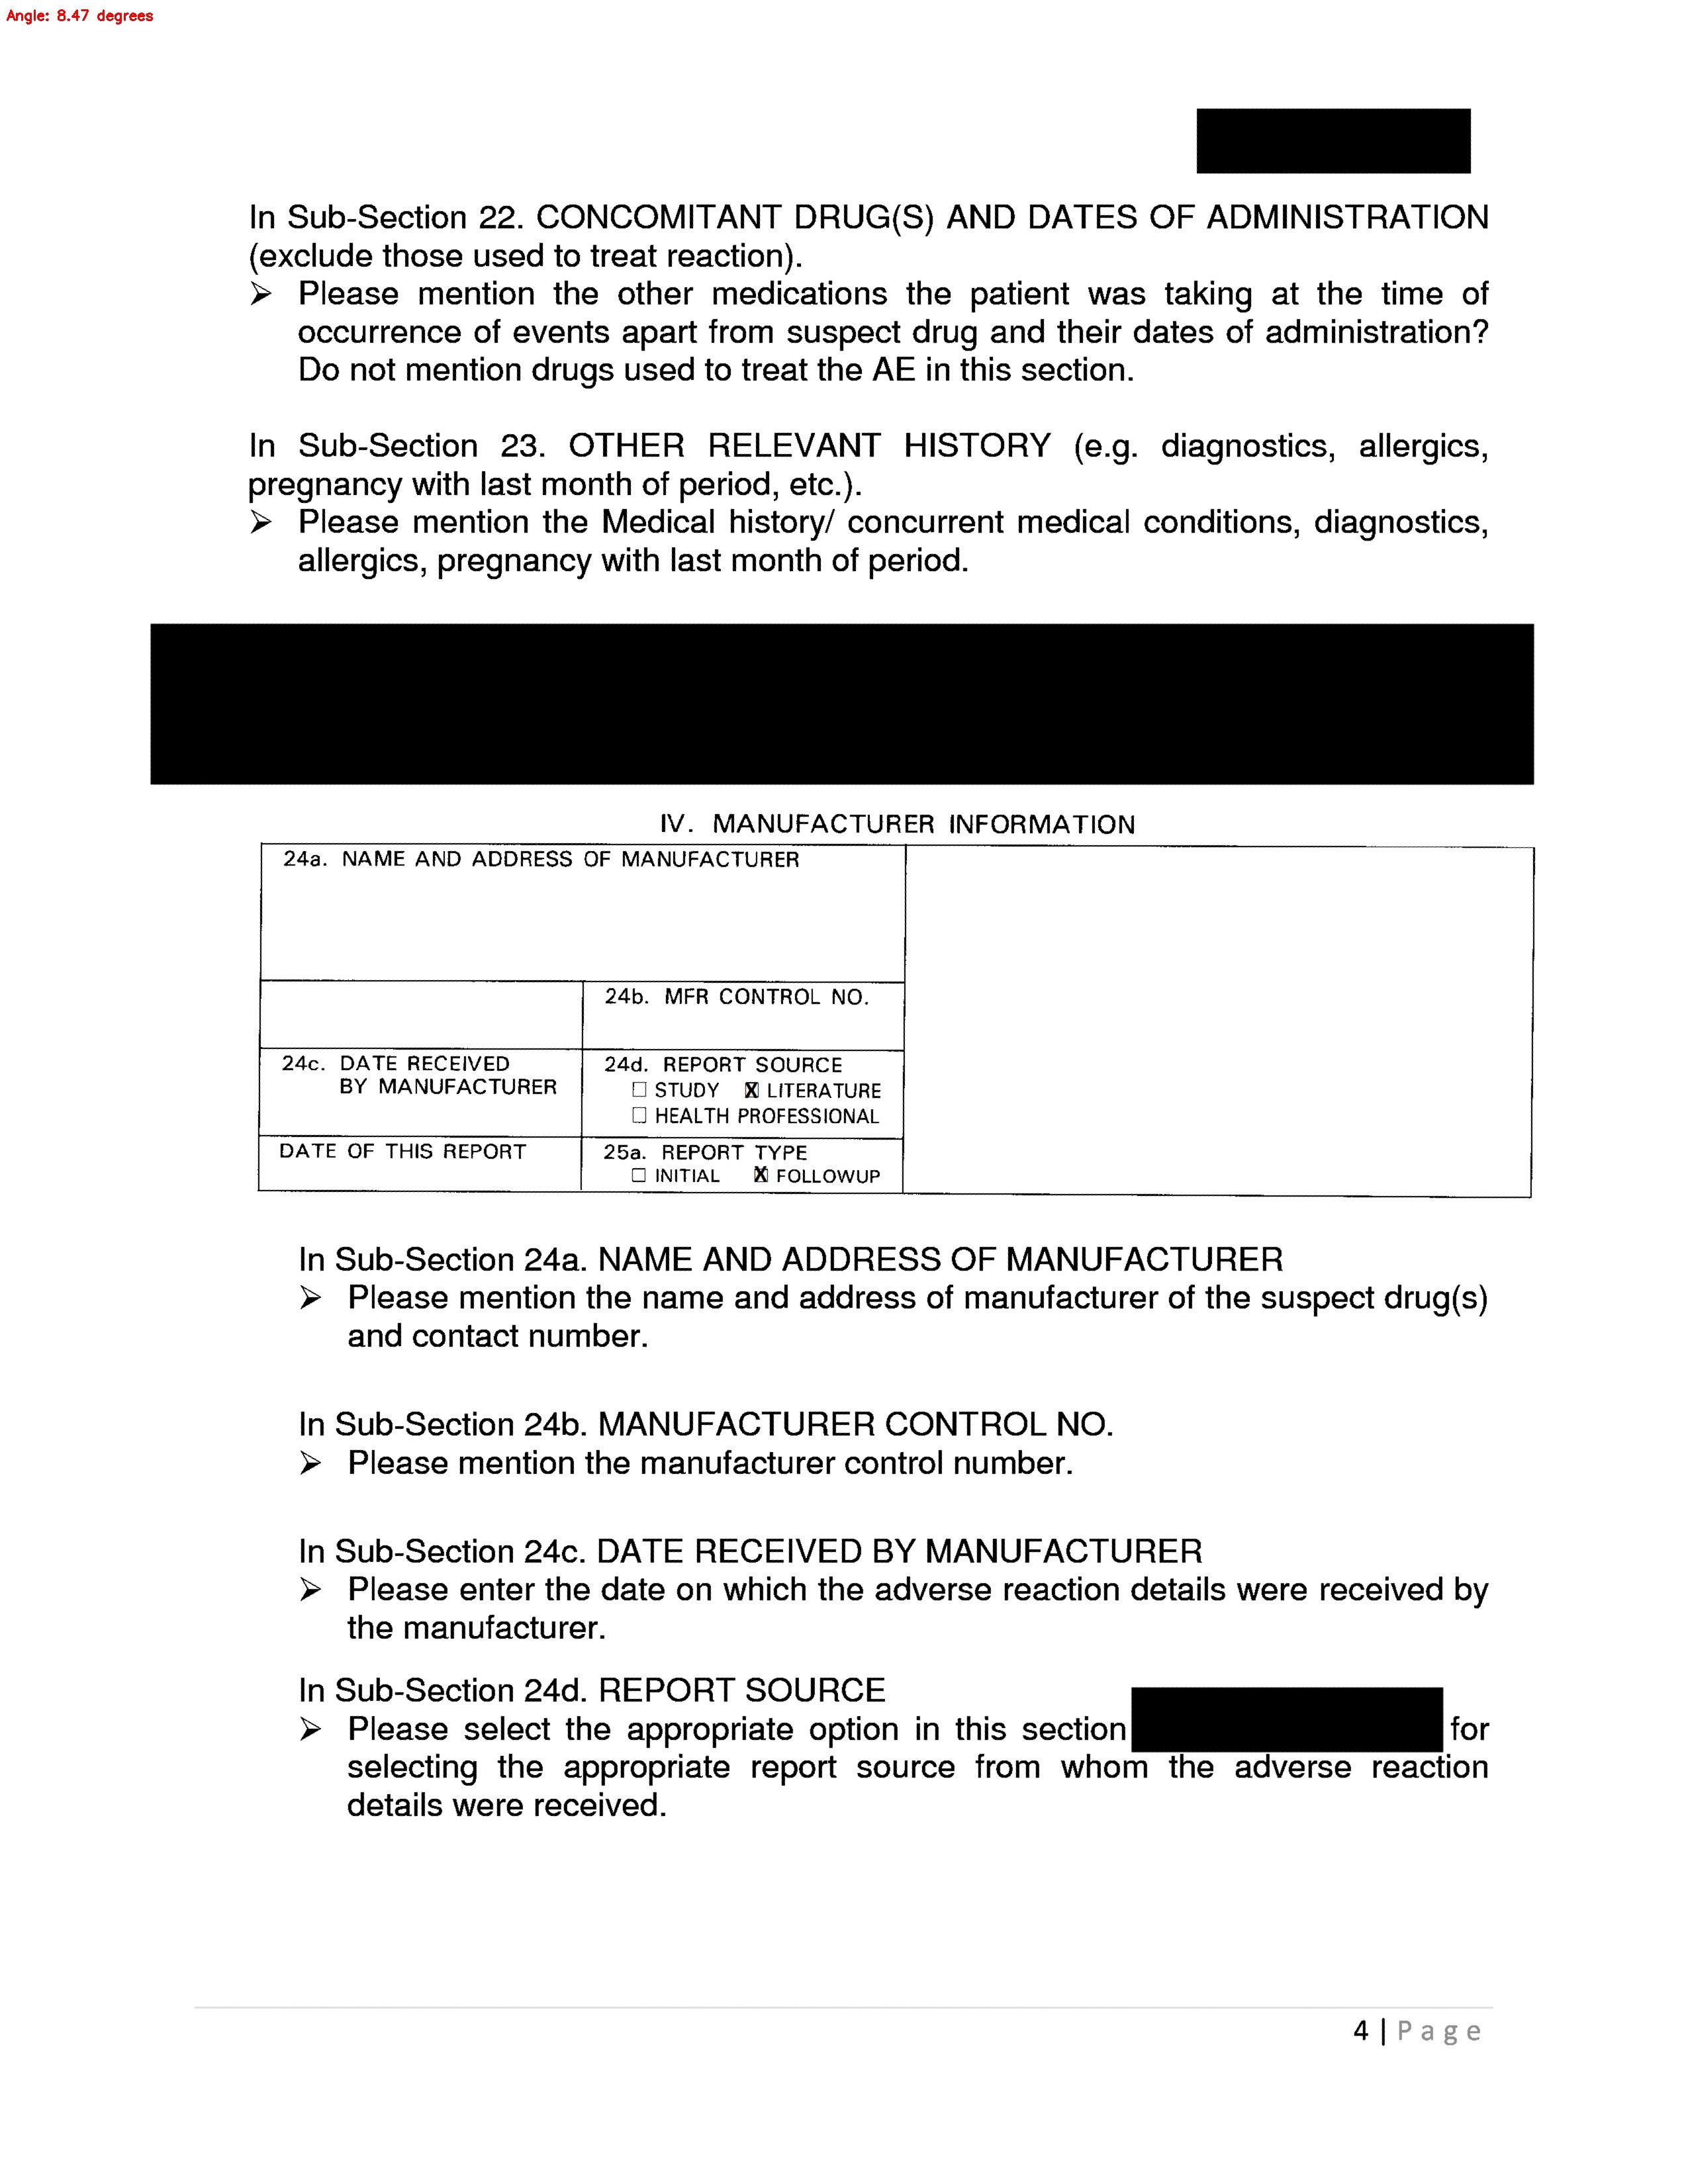 Angle: 8.47 degrees
In Sub-Section 22. CONCOMITANT DRUG(S) AND DATES OF ADMINISTRATION
(exclude those used to treat reaction).
➢ Please mention the other medications the patient was taking at the time of
occurrence of events apart from suspect drug and their dates of administration?
Do not mention drugs used to treat the AE in this section.
In Sub-Section 23. OTHER RELEVANT HISTORY (e.g. diagnostics, allergics,
pregnancy with last month of period, etc.).
➢ Please mention the Medical history/ concurrent medical conditions, diagnostics,
allergics, pregnancy with last month of period.
IV. MANUFACTURER INFORMATION
24a. NAME AND ADDRESS OF MANUFACTURER
24b. MFR CONTROL NO.
24c. DATE RECEIVED
BY MANUFACTURER
24d. REPORT SOURCE
☐ STUDY ☒ LITERATURE
☐ HEALTH PROFESSIONAL
DATE OF THIS REPORT
25a. REPORT TYPE
☐ INITIAL ☒ FOLLOWUP
In Sub-Section 24a. NAME AND ADDRESS OF MANUFACTURER
➢ Please mention the name and address of manufacturer of the suspect drug(s)
and contact number.
In Sub-Section 24b. MANUFACTURER CONTROL NO.
➢ Please mention the manufacturer control number.
In Sub-Section 24c. DATE RECEIVED BY MANUFACTURER
➢ Please enter the date on which the adverse reaction details were received by
the manufacturer.
In Sub-Section 24d. REPORT SOURCE
➢ Please select the appropriate option in this section for
selecting the appropriate report source from whom the adverse reaction
details were received.
4 | Page